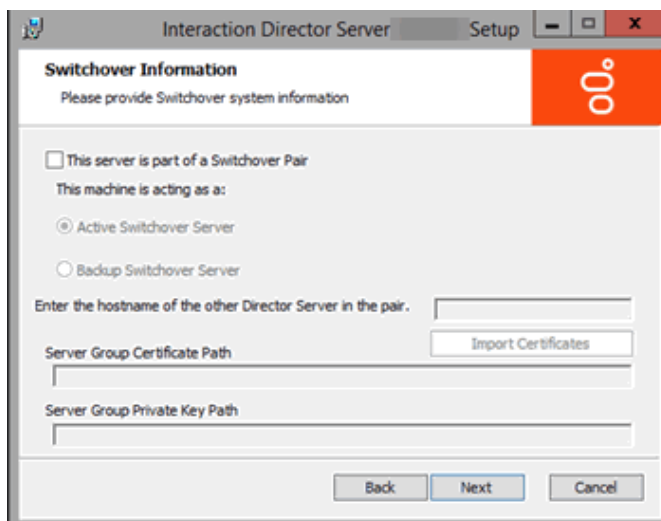 Interaction Director Server Setup
Switchover Information
Please provide Switchover system information
This server is part of a Switchover Pair
This machine is acting as a:
Active Switchover Server
Backup Switchover Server
Enter the hostname of the other Director Server in the pair.
Import Certificates
Server Group Certificate Path
Server Group Private Key Path
Back Next Cancel